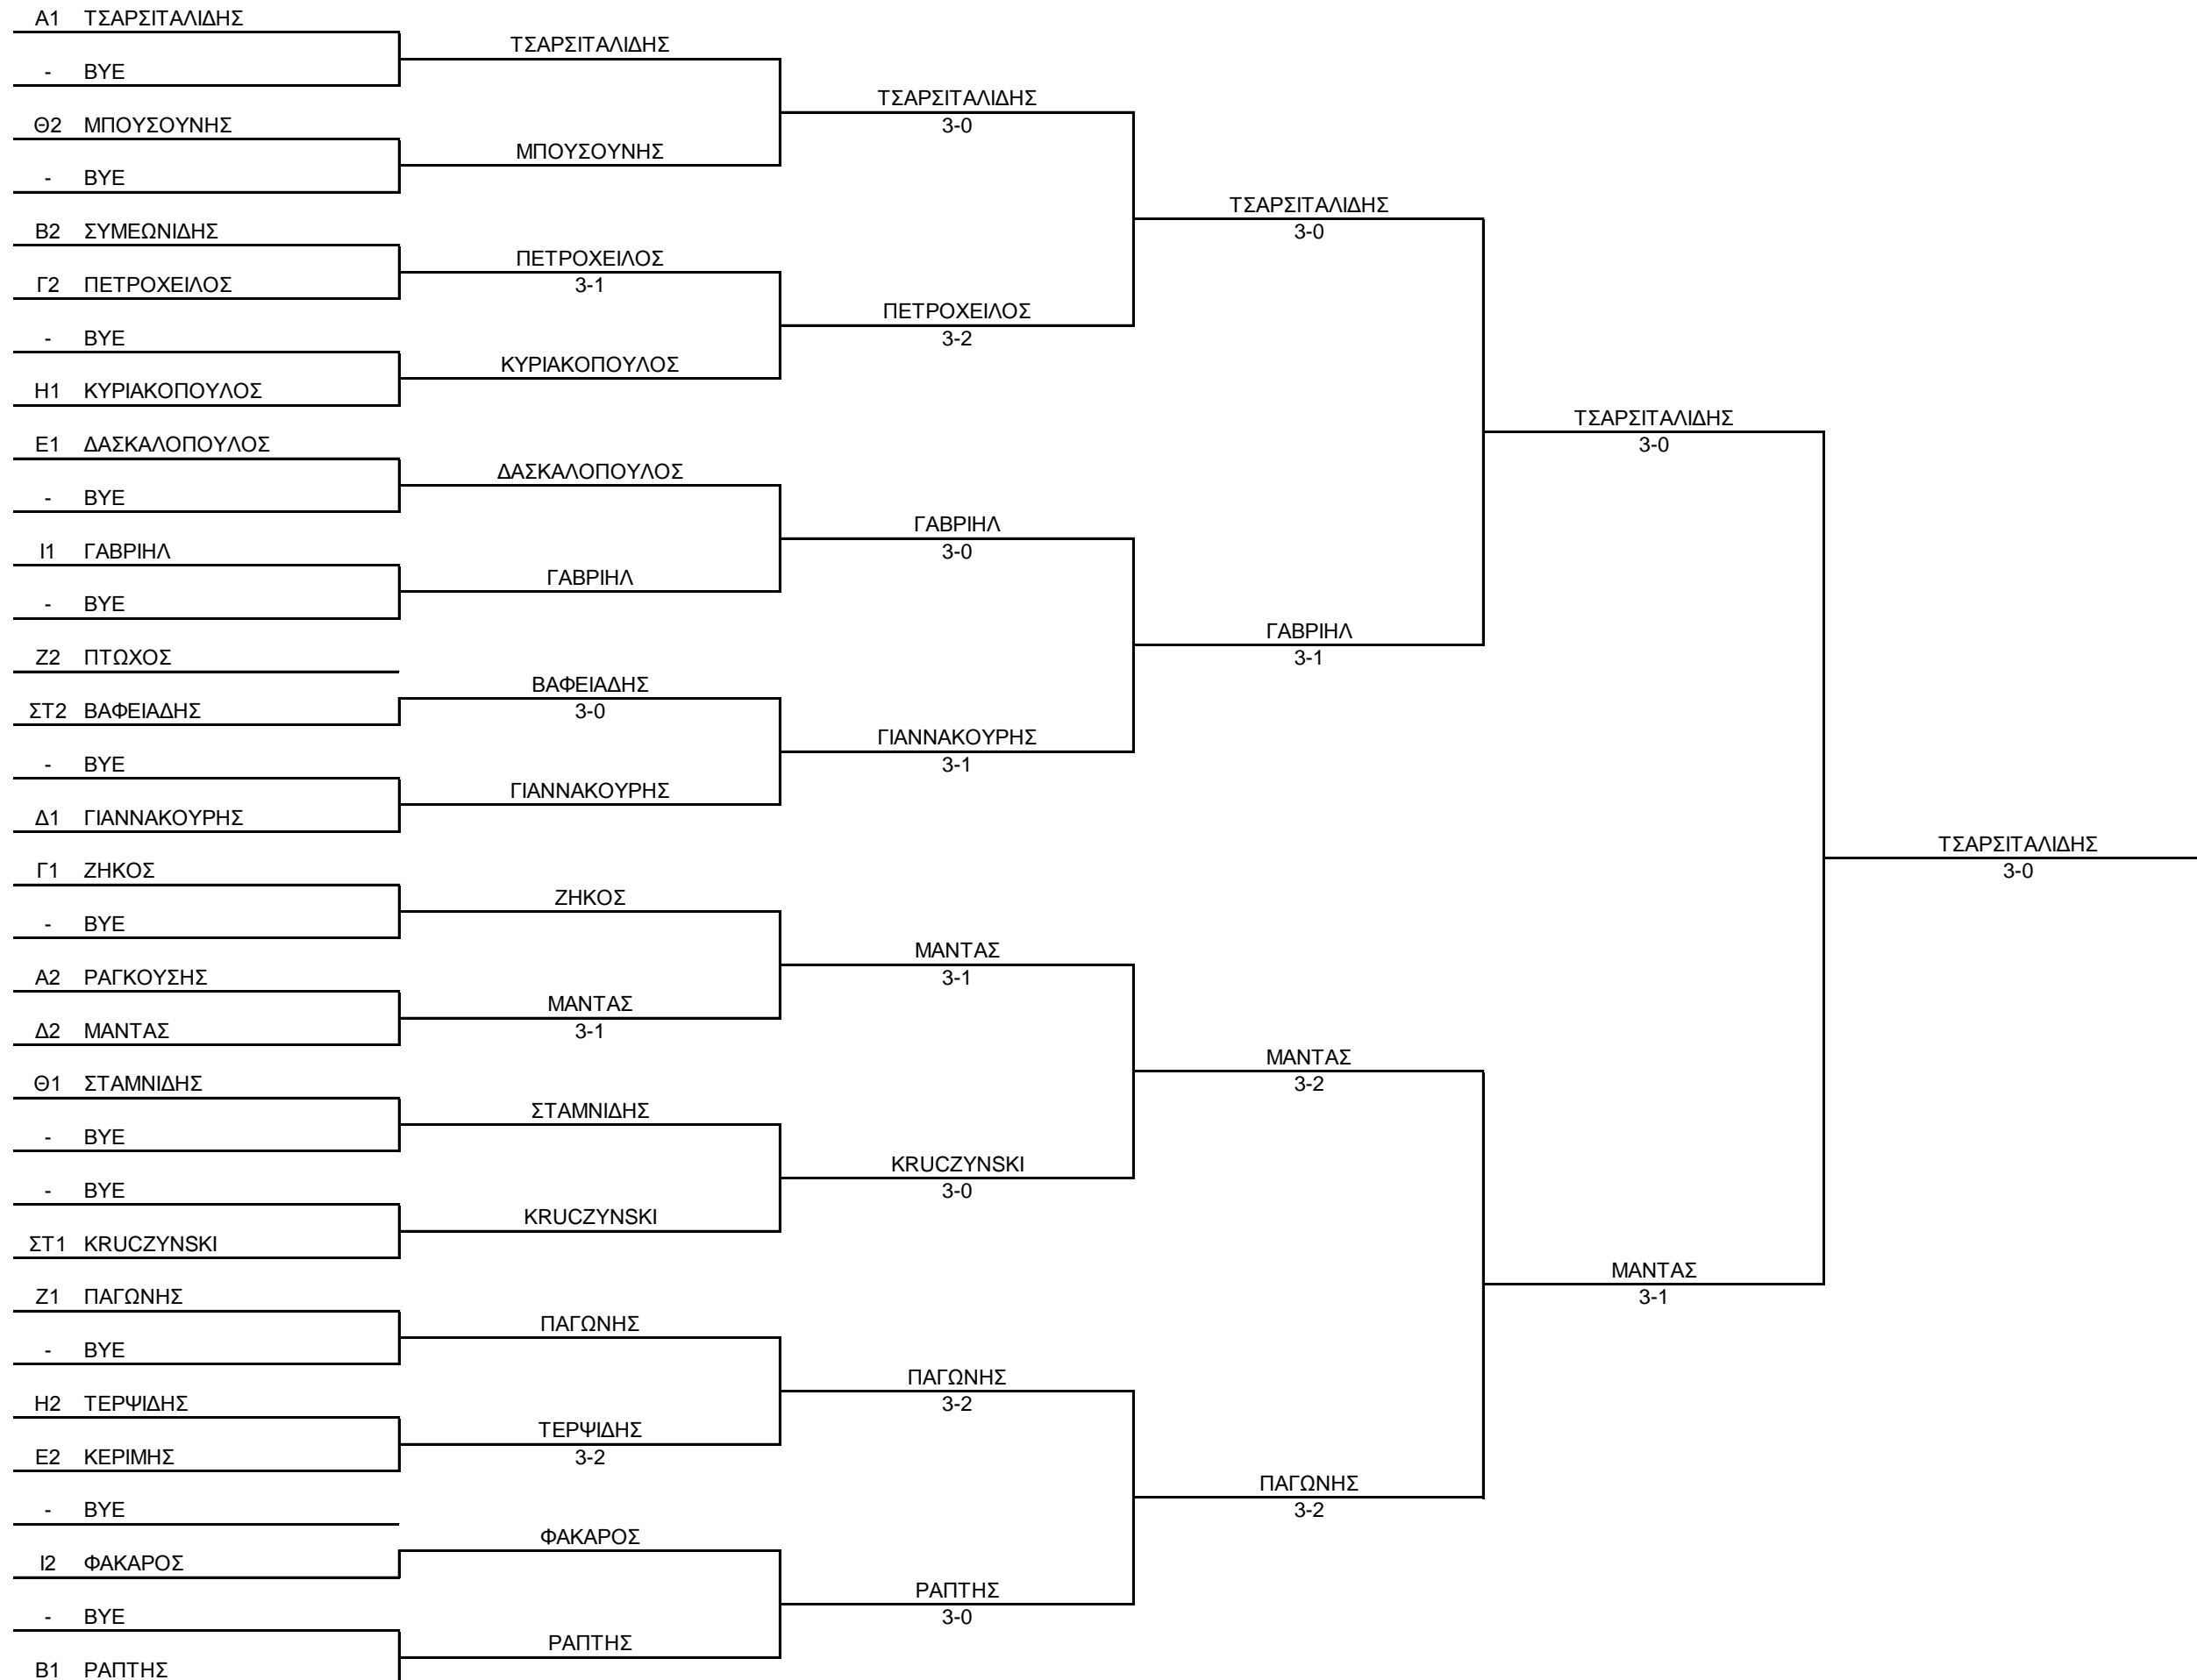 Α1 ΤΣΑΡΣΙΤΑΛΙΔΗΣ
ΤΣΑΡΣΙΤΑΛΙΔΗΣ
- BYE
ΤΣΑΡΣΙΤΑΛΙΔΗΣ
3-0
Θ2 ΜΠΟΥΣΟΥΝΗΣ
ΜΠΟΥΣΟΥΝΗΣ
- BYE
ΤΣΑΡΣΙΤΑΛΙΔΗΣ
3-0
Β2 ΣΥΜΕΩΝΙΔΗΣ
ΠΕΤΡΟΧΕΙΛΟΣ
3-1
Γ2 ΠΕΤΡΟΧΕΙΛΟΣ
ΠΕΤΡΟΧΕΙΛΟΣ
3-2
- BYE
ΚΥΡΙΑΚΟΠΟΥΛΟΣ
Η1 ΚΥΡΙΑΚΟΠΟΥΛΟΣ
ΤΣΑΡΣΙΤΑΛΙΔΗΣ
3-0
Ε1 ΔΑΣΚΑΛΟΠΟΥΛΟΣ
ΔΑΣΚΑΛΟΠΟΥΛΟΣ
- BYE
ΓΑΒΡΙΗΛ
3-0
Ι1 ΓΑΒΡΙΗΛ
ΓΑΒΡΙΗΛ
- BYE
ΓΑΒΡΙΗΛ
3-1
Ζ2 ΠΤΩΧΟΣ
ΒΑΦΕΙΑΔΗΣ
3-0
ΣΤ2 ΒΑΦΕΙΑΔΗΣ
ΓΙΑΝΝΑΚΟΥΡΗΣ
3-1
- BYE
ΓΙΑΝΝΑΚΟΥΡΗΣ
Δ1 ΓΙΑΝΝΑΚΟΥΡΗΣ
ΤΣΑΡΣΙΤΑΛΙΔΗΣ
3-0
Γ1 ΖΗΚΟΣ
ΖΗΚΟΣ
- BYE
ΜΑΝΤΑΣ
3-1
Α2 ΡΑΓΚΟΥΣΗΣ
ΜΑΝΤΑΣ
3-1
Δ2 ΜΑΝΤΑΣ
ΜΑΝΤΑΣ
3-2
Θ1 ΣΤΑΜΝΙΔΗΣ
ΣΤΑΜΝΙΔΗΣ
- BYE
KRUCZYNSKI
3-0
- BYE
KRUCZYNSKI
ΣΤ1 KRUCZYNSKI
ΜΑΝΤΑΣ
3-1
Ζ1 ΠΑΓΩΝΗΣ
ΠΑΓΩΝΗΣ
- BYE
ΠΑΓΩΝΗΣ
3-2
Η2 ΤΕΡΨΙΔΗΣ
ΤΕΡΨΙΔΗΣ
3-2
Ε2 ΚΕΡΙΜΗΣ
ΠΑΓΩΝΗΣ
3-2
- BYE
ΦΑΚΑΡΟΣ
Ι2 ΦΑΚΑΡΟΣ
ΡΑΠΤΗΣ
3-0
- BYE
ΡΑΠΤΗΣ
Β1 ΡΑΠΤΗΣ